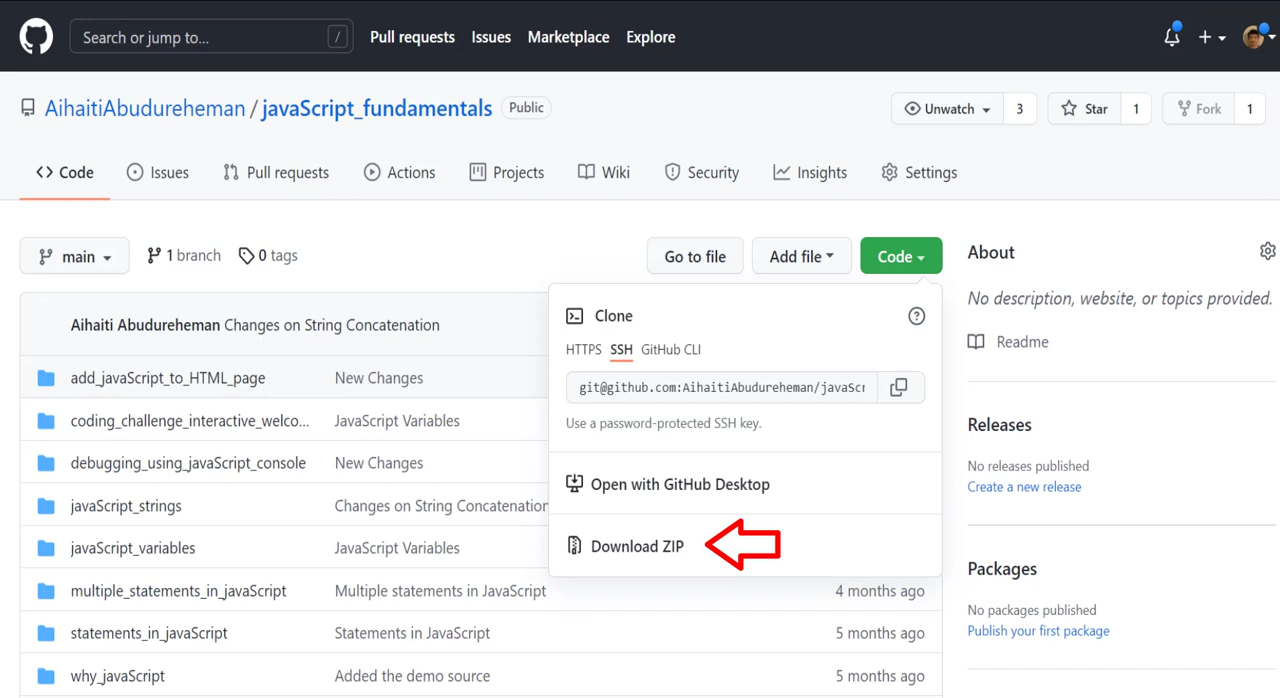 Search or jump to... /
Pull requests Issues Marketplace Explore
AihaitiAbudureheman / javaScript_fundamentals Public
Unwatch 3 Star 1 Fork 1
Code Issues Pull requests Actions Projects Wiki Security Insights Settings
main 1 branch 0 tags Go to file Add file Code
Aihaiti Abudureheman Changes on String Concatenation
add_javaScript_to_HTML_page New Changes
coding_challenge_interactive_welco... JavaScript Variables
debugging_using_javaScript_console New Changes
javaScript_strings Changes on String Concatenation
javaScript_variables JavaScript Variables
multiple_statements_in_javaScript Multiple statements in JavaScript 4 months ago
statements_in_javaScript Statements in JavaScript 5 months ago
why_javaScript Added the demo source 5 months ago
Clone
HTTPS SSH GitHub CLI
git@github.com:AihaitiAbudureheman/javaScr
Use a password-protected SSH key.
Open with GitHub Desktop
Download ZIP
About
No description, website, or topics provided.
Readme
Releases
No releases published
Create a new release
Packages
No packages published
Publish your first package